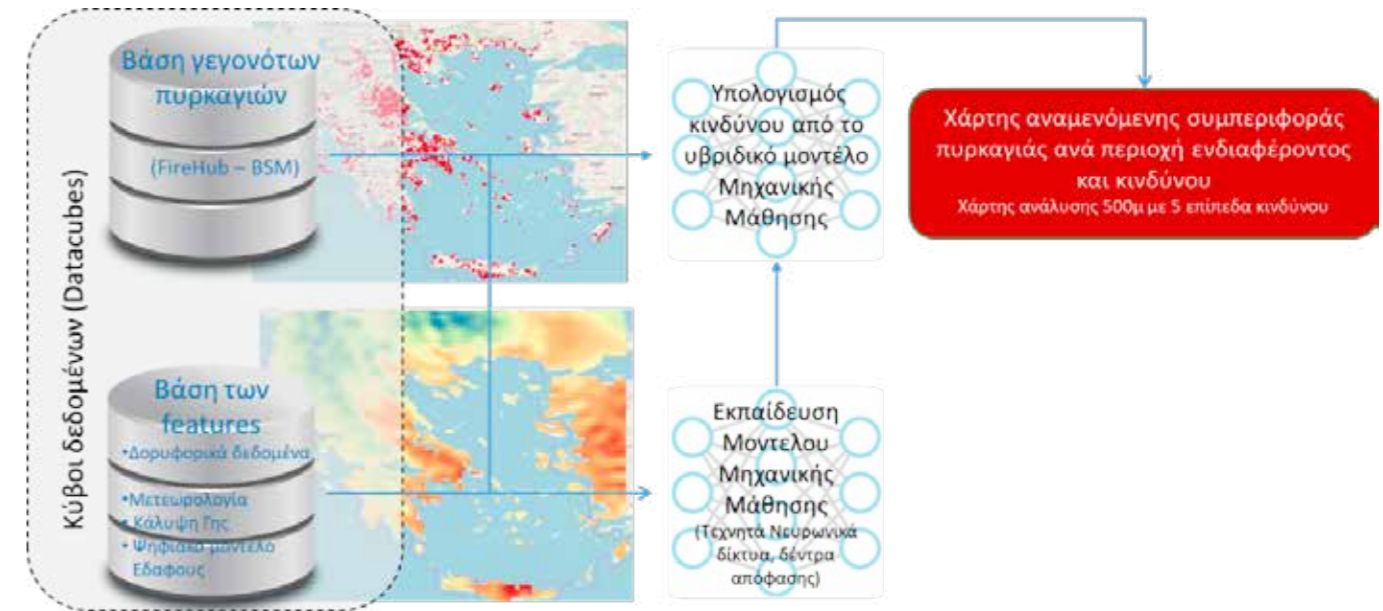 Κύβοι δεδομένων (Datacubes)
Βάση γεγονότων
πυρκαγιών
(FireHub – BSM)
Βάση των
features
•Δορυφορικά δεδομένα
•Μετεωρολογία
• Κάλυψη Γης
• Ψηφιακό μοντέλο
Εδαφους
Υπολογισμός
κινδύνου από το
υβριδικό μοντέλο
Μηχανικής
Μάθησης
Εκπαίδευση
Μοντελου
Μηχανικής
Μάθησης
(Τεχνητά Νευρωνικά
δίκτυα, δέντρα
απόφασης)
Χάρτης αναμενόμενης συμπεριφοράς
πυρκαγιάς ανά περιοχή ενδιαφέροντος
και κινδύνου
Χάρτης ανάλυσης 500μ με 5 επίπεδα κινδύνου